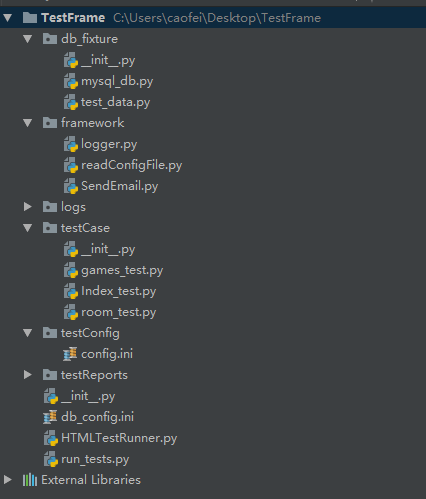 TestFrame C:\Users\caofei\Desktop\TestFrame
db_fixture
__init__.py
mysql_db.py
test_data.py
framework
logger.py
readConfigFile.py
SendEmail.py
logs
testCase
__init__.py
games_test.py
Index_test.py
room_test.py
testConfig
config.ini
testReports
__init__.py
db_config.ini
HTMLTestRunner.py
run_tests.py
External Libraries